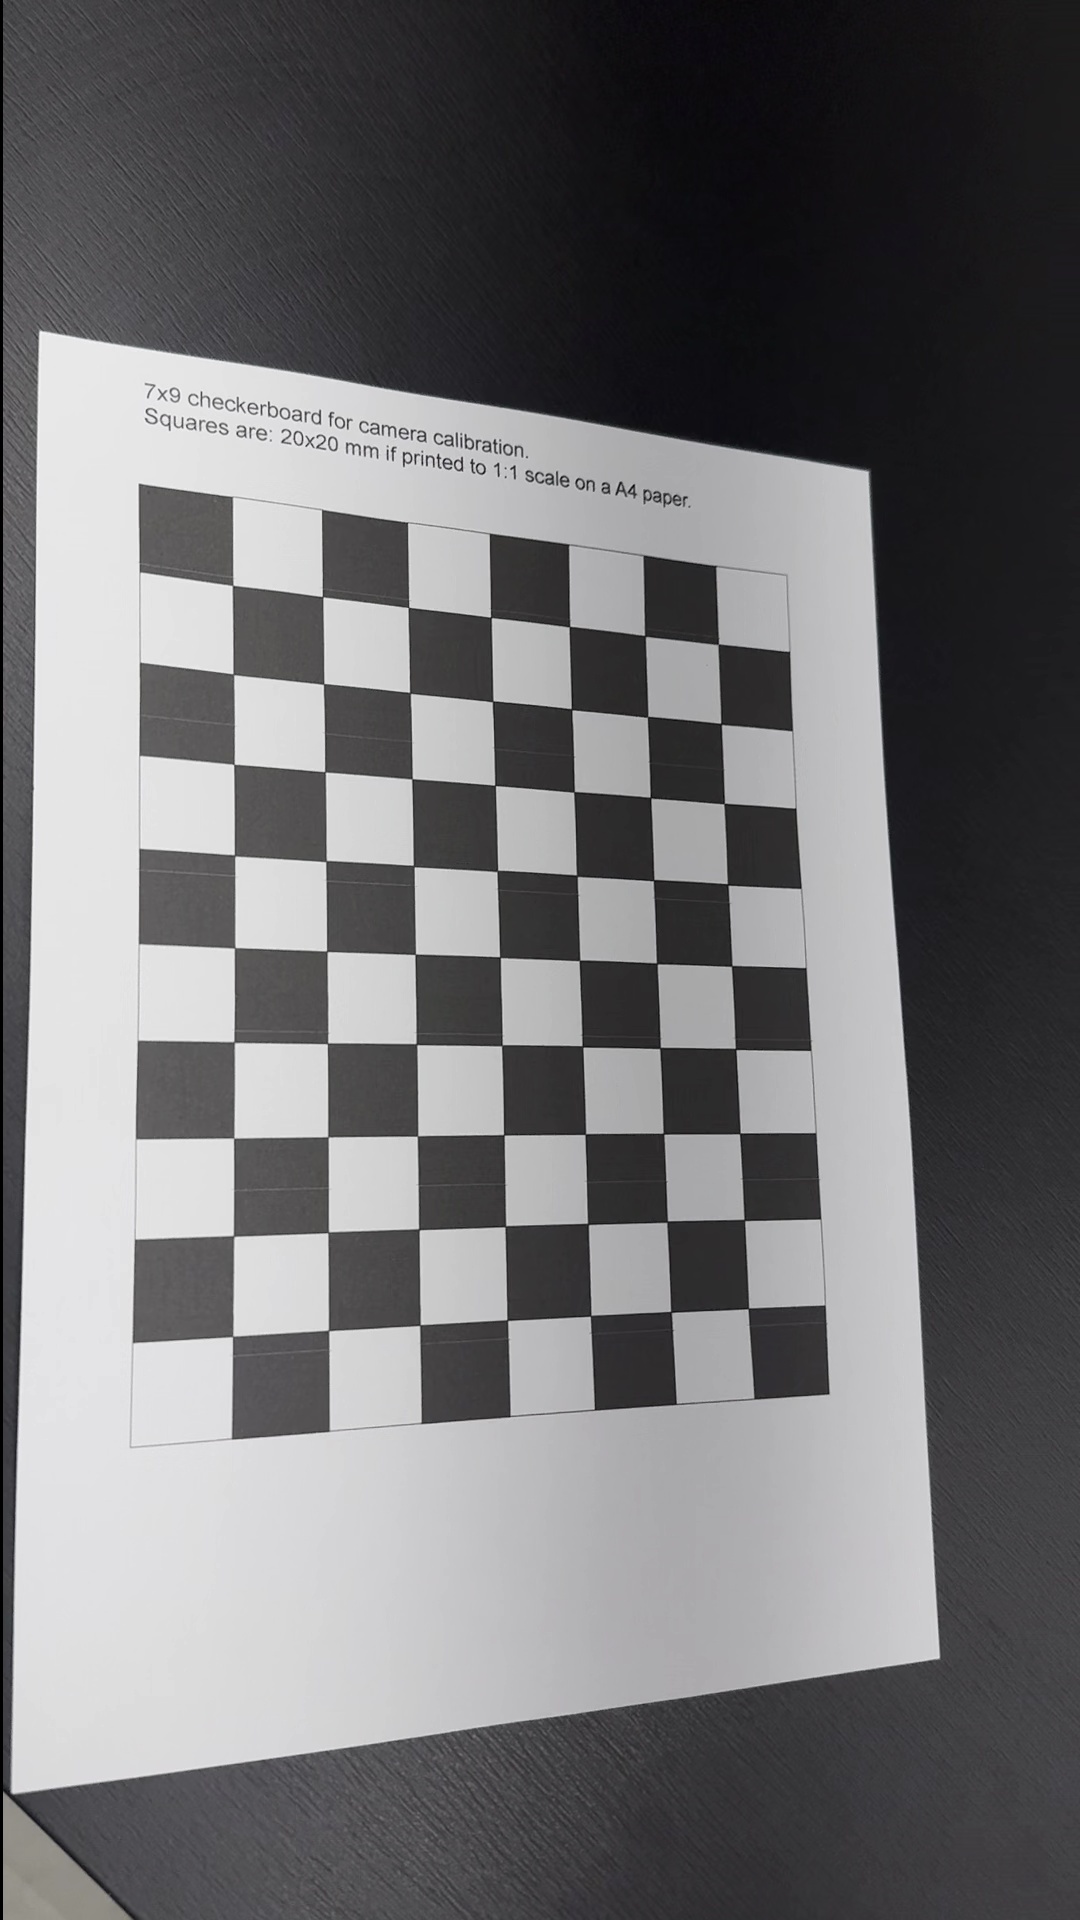 7x9 checkerboard for camera calibration.
Squares are: 20x20 mm if printed to 1:1 scale on a A4 paper.